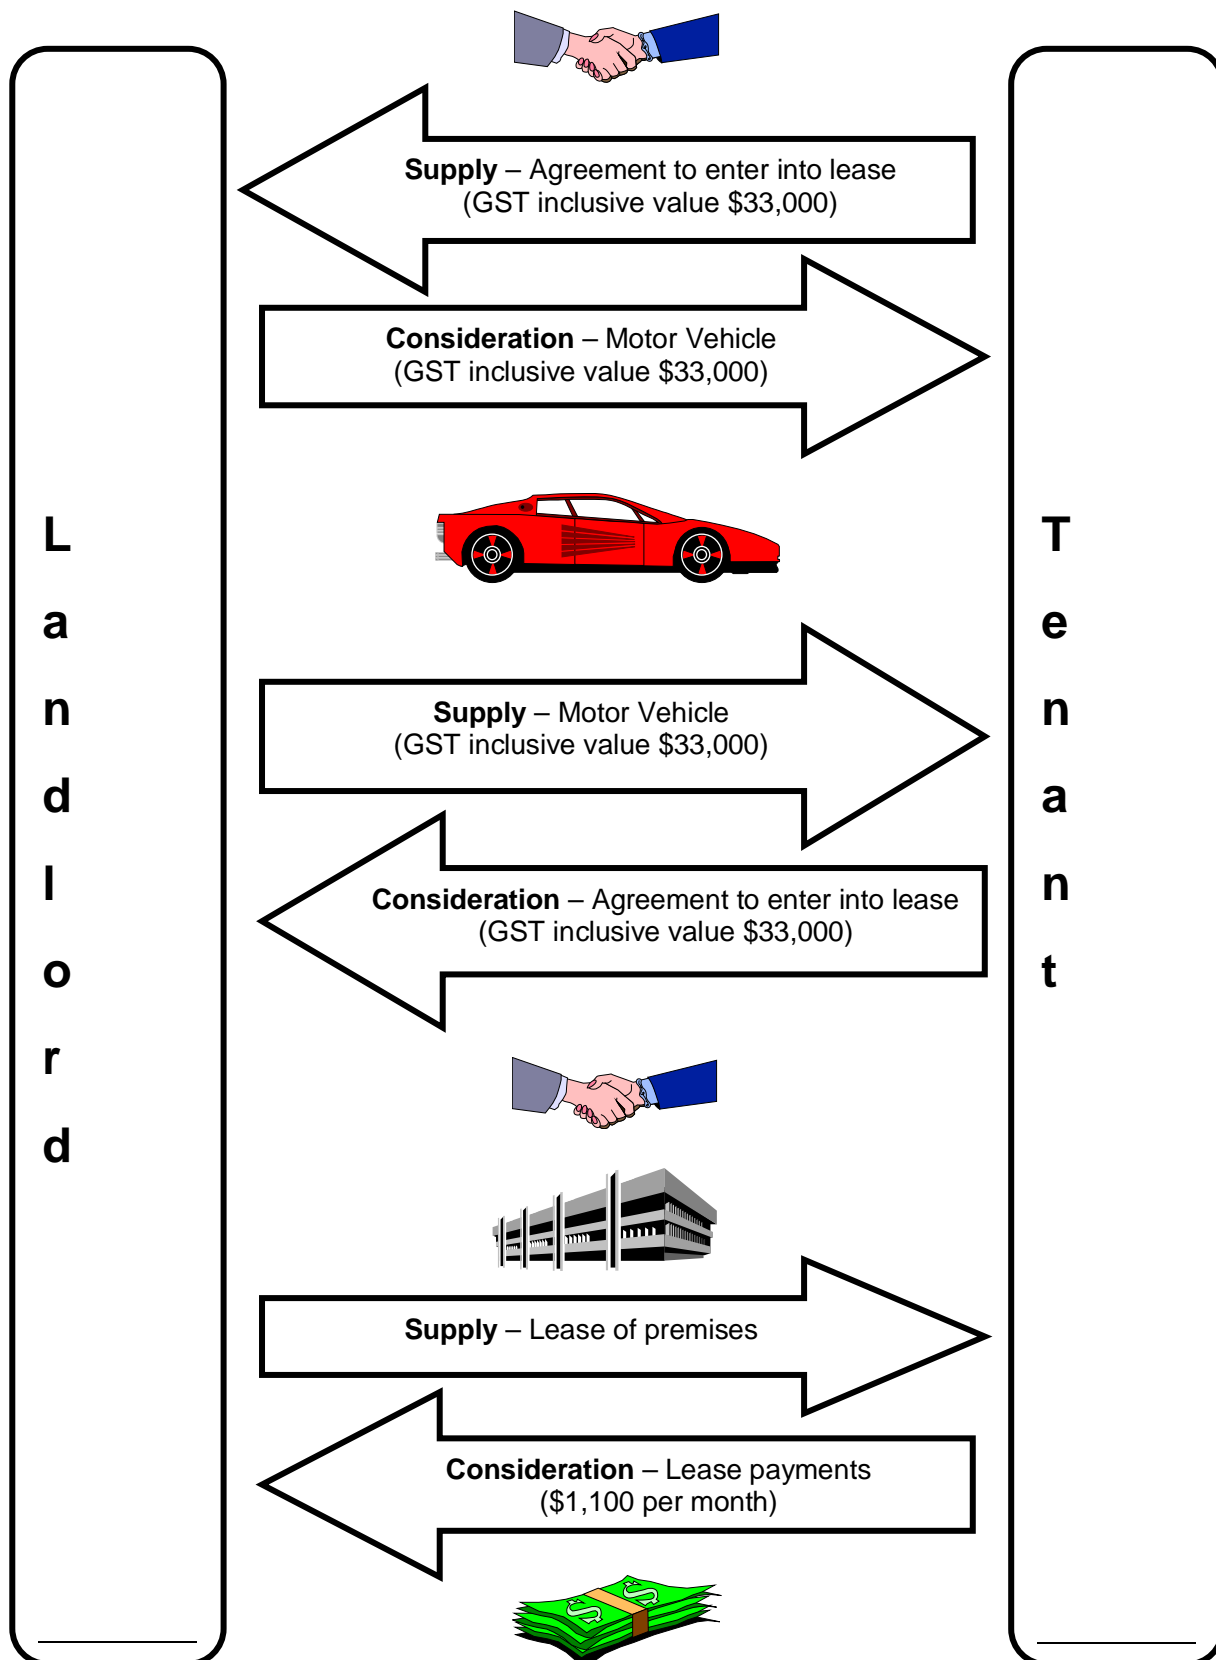 Supply – Agreement to enter into lease
(GST inclusive value $33,000)
Consideration – Motor Vehicle
(GST inclusive value $33,000)
Landlord
Tenant
Supply – Motor Vehicle
(GST inclusive value $33,000)
Consideration – Agreement to enter into lease
(GST inclusive value $33,000)
Supply – Lease of premises
Consideration – Lease payments
($1,100 per month)
$ $